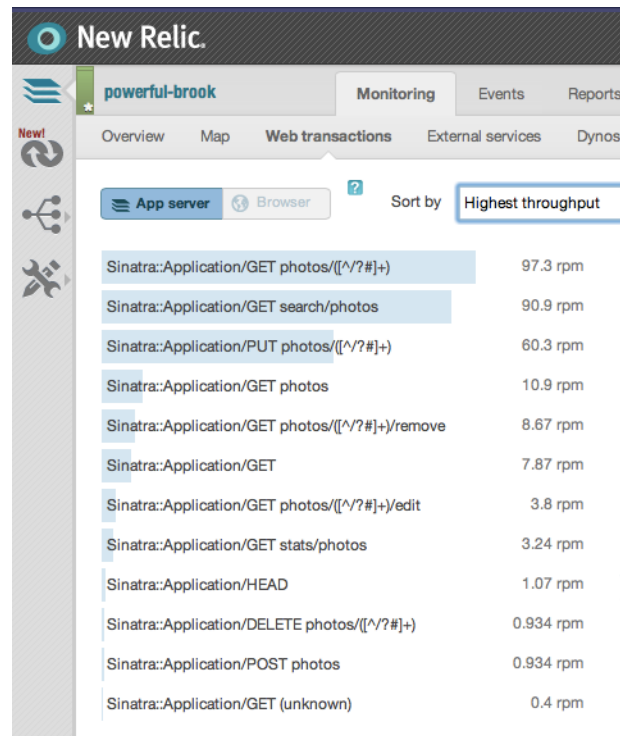 New Relic.
powerful-brook Monitoring Events Reports
New!
Overview Map Web transactions External services Dynos
App server Browser ? Sort by Highest throughput
Sinatra::Application/GET photos/([^/?#]+) 97.3 rpm
Sinatra::Application/GET search/photos 90.9 rpm
Sinatra::Application/PUT photos/([^/?#]+) 60.3 rpm
Sinatra::Application/GET photos 10.9 rpm
Sinatra::Application/GET photos/([^/?#]+)/remove 8.67 rpm
Sinatra::Application/GET 7.87 rpm
Sinatra::Application/GET photos/([^/?#]+)/edit 3.8 rpm
Sinatra::Application/GET stats/photos 3.24 rpm
Sinatra::Application/HEAD 1.07 rpm
Sinatra::Application/DELETE photos/([^/?#]+) 0.934 rpm
Sinatra::Application/POST photos 0.934 rpm
Sinatra::Application/GET (unknown) 0.4 rpm